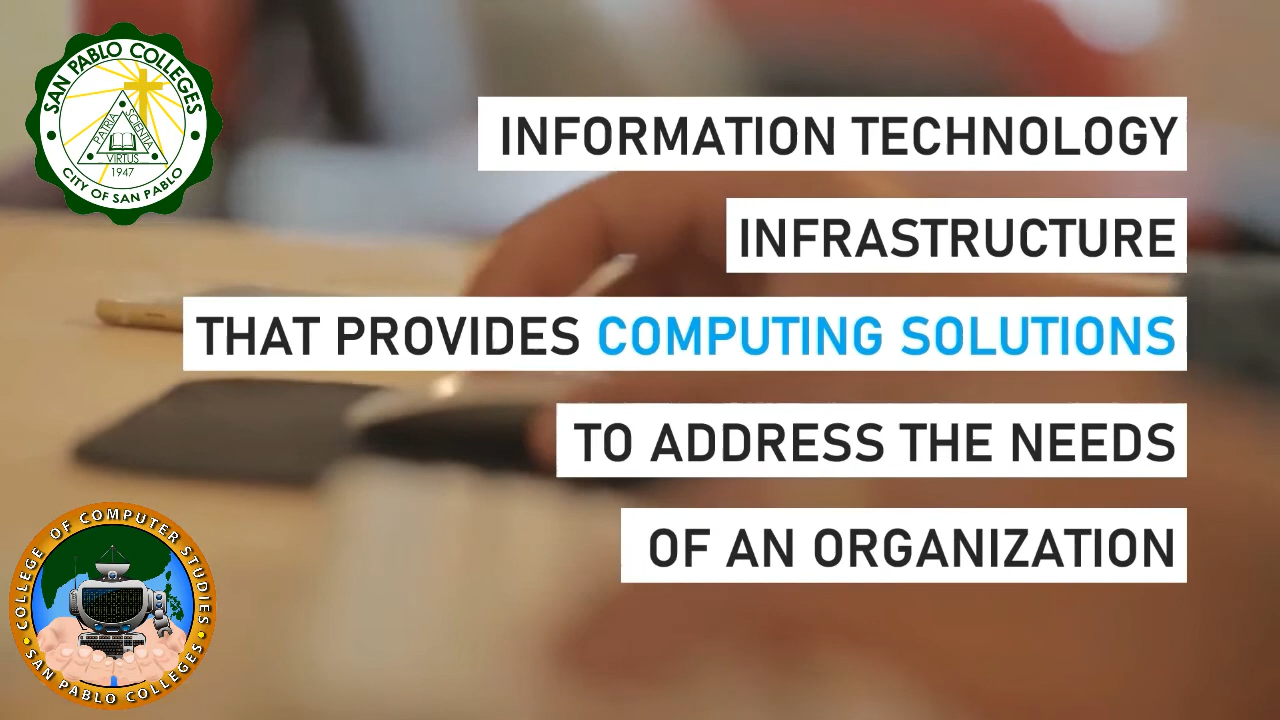 SAN PABLO COLLEGES
PATRIA
SCIENTIA
VIRTUS
1947
CITY OF SAN PABLO
INFORMATION TECHNOLOGY
INFRASTRUCTURE
THAT PROVIDES COMPUTING SOLUTIONS
TO ADDRESS THE NEEDS
OF AN ORGANIZATION
COLLEGE OF COMPUTER STUDIES
SAN PABLO COLLEGES